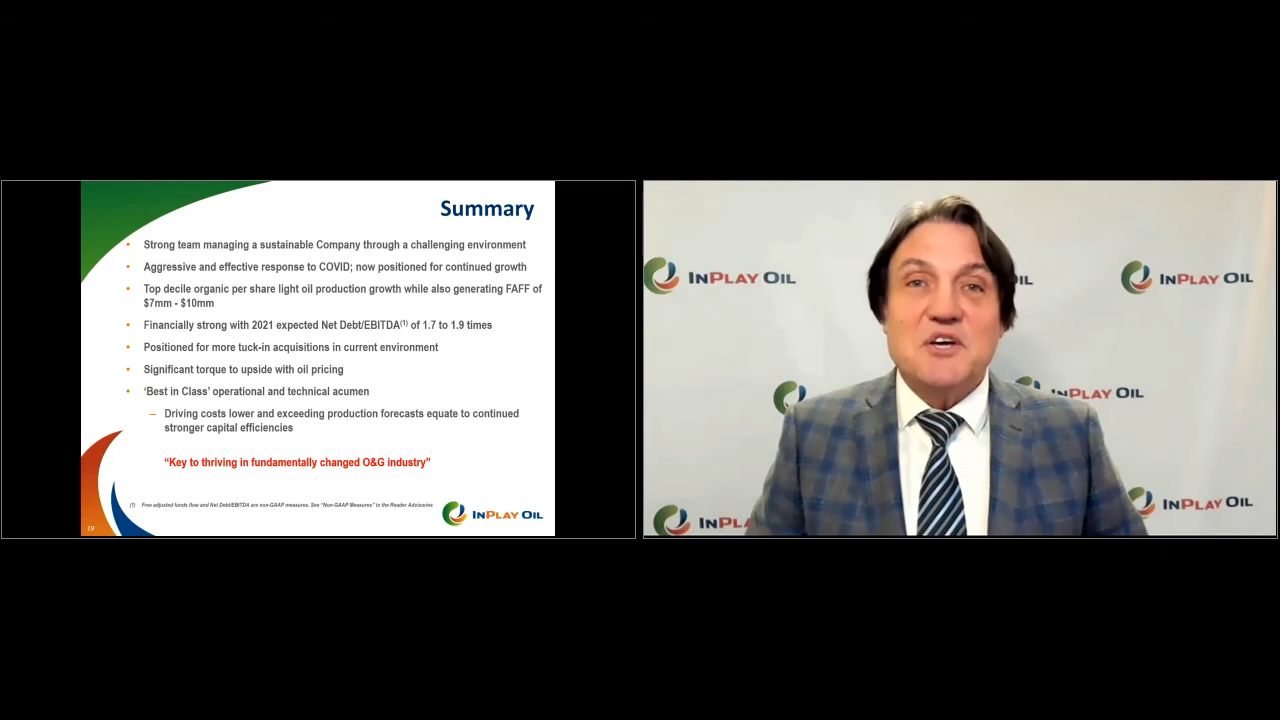 Summary
• Strong team managing a sustainable Company through a challenging environment
• Aggressive and effective response to COVID; now positioned for continued growth
• Top decile organic per share light oil production growth while also generating FAFF of
$7mm - $10mm
• Financially strong with 2021 expected Net Debt/EBITDA(1) of 1.7 to 1.9 times
• Positioned for more tuck-in acquisitions in current environment
• Significant torque to upside with oil pricing
• ‘Best in Class’ operational and technical acumen
– Driving costs lower and exceeding production forecasts equate to continued
stronger capital efficiencies
“Key to thriving in fundamentally changed O&G industry”
(1) Free adjusted funds flow and Net Debt/EBITDA are non-GAAP measures. See “Non-GAAP Measures” in the Reader Advisories
INPLAY OIL
19
INPLAY OIL
OIL
INPLAY OIL
INPLAY OIL
INPLA
INPLAY OIL